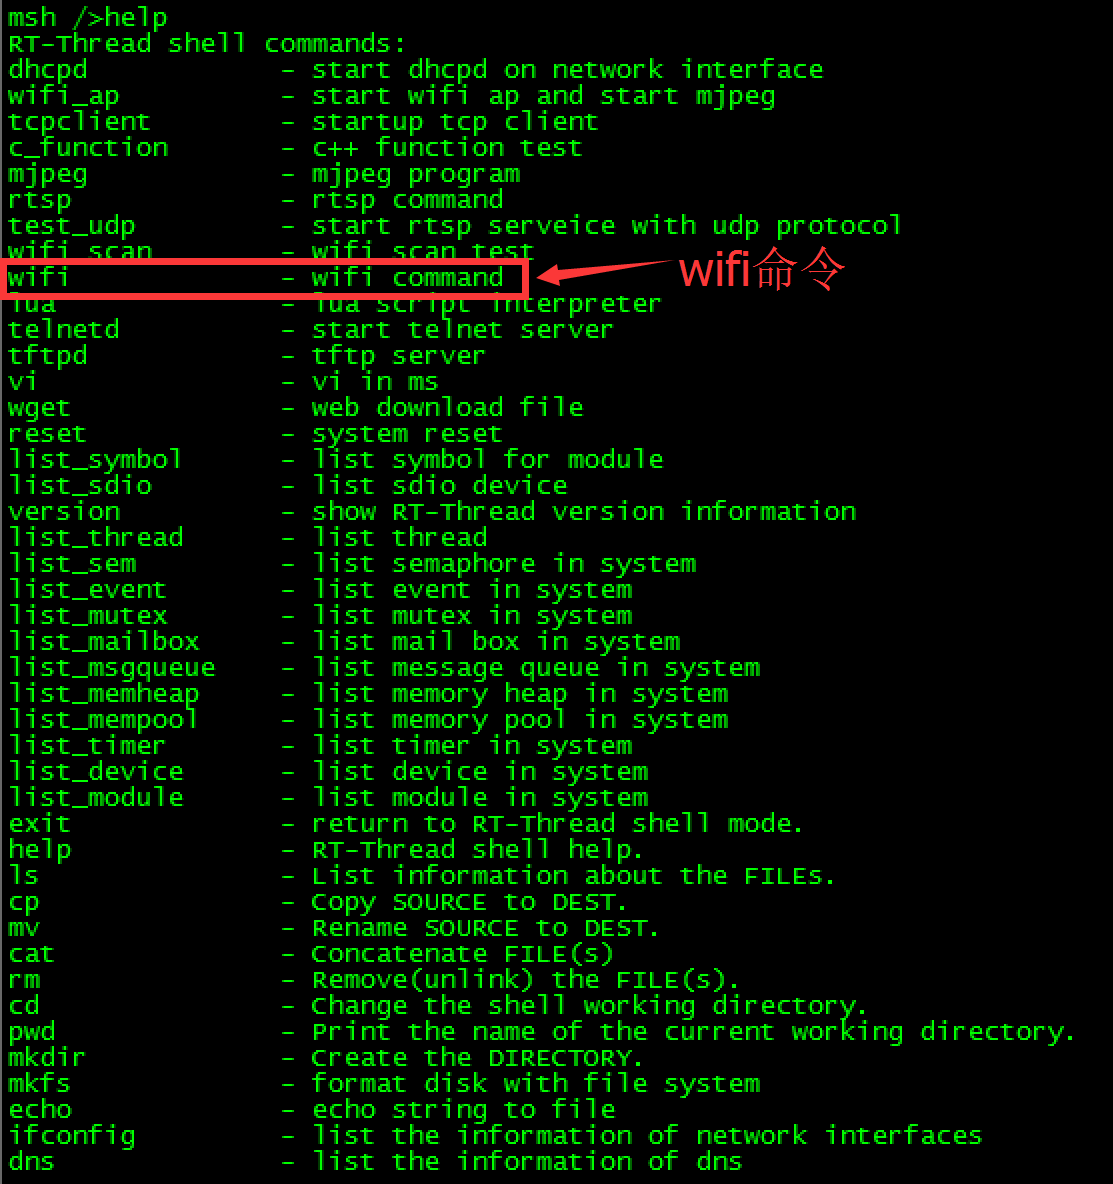 msh />help
RT-Thread shell commands:
dhcpd - start dhcpd on network interface
wifi_ap - start wifi ap and start mjpeg
tcpclient - startup tcp client
c_function - c++ function test
mjpeg - mjpeg program
rtsp - rtsp command
test_udp - start rtsp serveice with udp protocol
wifi_scan - wifi scan test
wifi - wifi command
wifi命令
lua - lua script interpreter
telnetd - start telnet server
tftpd - tftp server
vi - vi in ms
wget - web download file
reset - system reset
list_symbol - list symbol for module
list_sdio - list sdio device
version - show RT-Thread version information
list_thread - list thread
list_sem - list semaphore in system
list_event - list event in system
list_mutex - list mutex in system
list_mailbox - list mail box in system
list_msgqueue - list message queue in system
list_memheap - list memory heap in system
list_mempool - list memory pool in system
list_timer - list timer in system
list_device - list device in system
list_module - list module in system
exit - return to RT-Thread shell mode.
help - RT-Thread shell help.
ls - List information about the FILEs.
cp - Copy SOURCE to DEST.
mv - Rename SOURCE to DEST.
cat - Concatenate FILE(s)
rm - Remove(unlink) the FILE(s).
cd - Change the shell working directory.
pwd - Print the name of the current working directory.
mkdir - Create the DIRECTORY.
mkfs - format disk with file system
echo - echo string to file
ifconfig - list the information of network interfaces
dns - list the information of dns